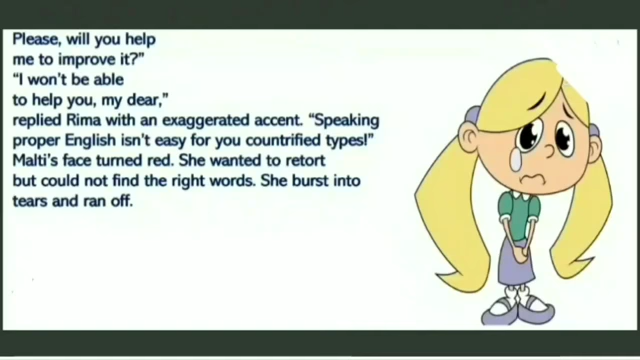 Please, will you help
me to improve it?”
“I won’t be able
to help you, my dear,”
replied Rima with an exaggerated accent. “Speaking
proper English isn’t easy for you countrified types!”
Malti’s face turned red. She wanted to retort
but could not find the right words. She burst into
tears and ran off.